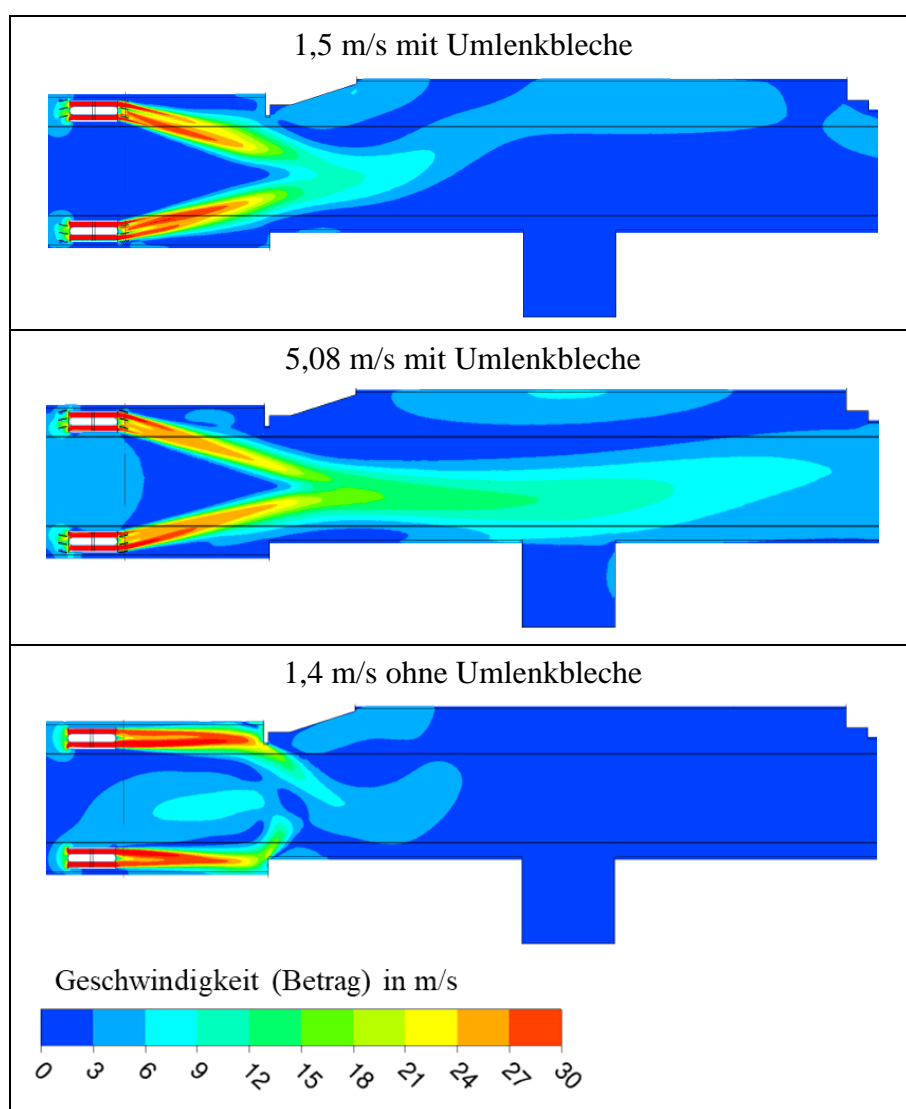 1,5 m/s mit Umlenkbleche
5,08 m/s mit Umlenkbleche
1,4 m/s ohne Umlenkbleche
Geschwindigkeit (Betrag) in m/s
0 3 6 9 12 15 18 21 24 27 30